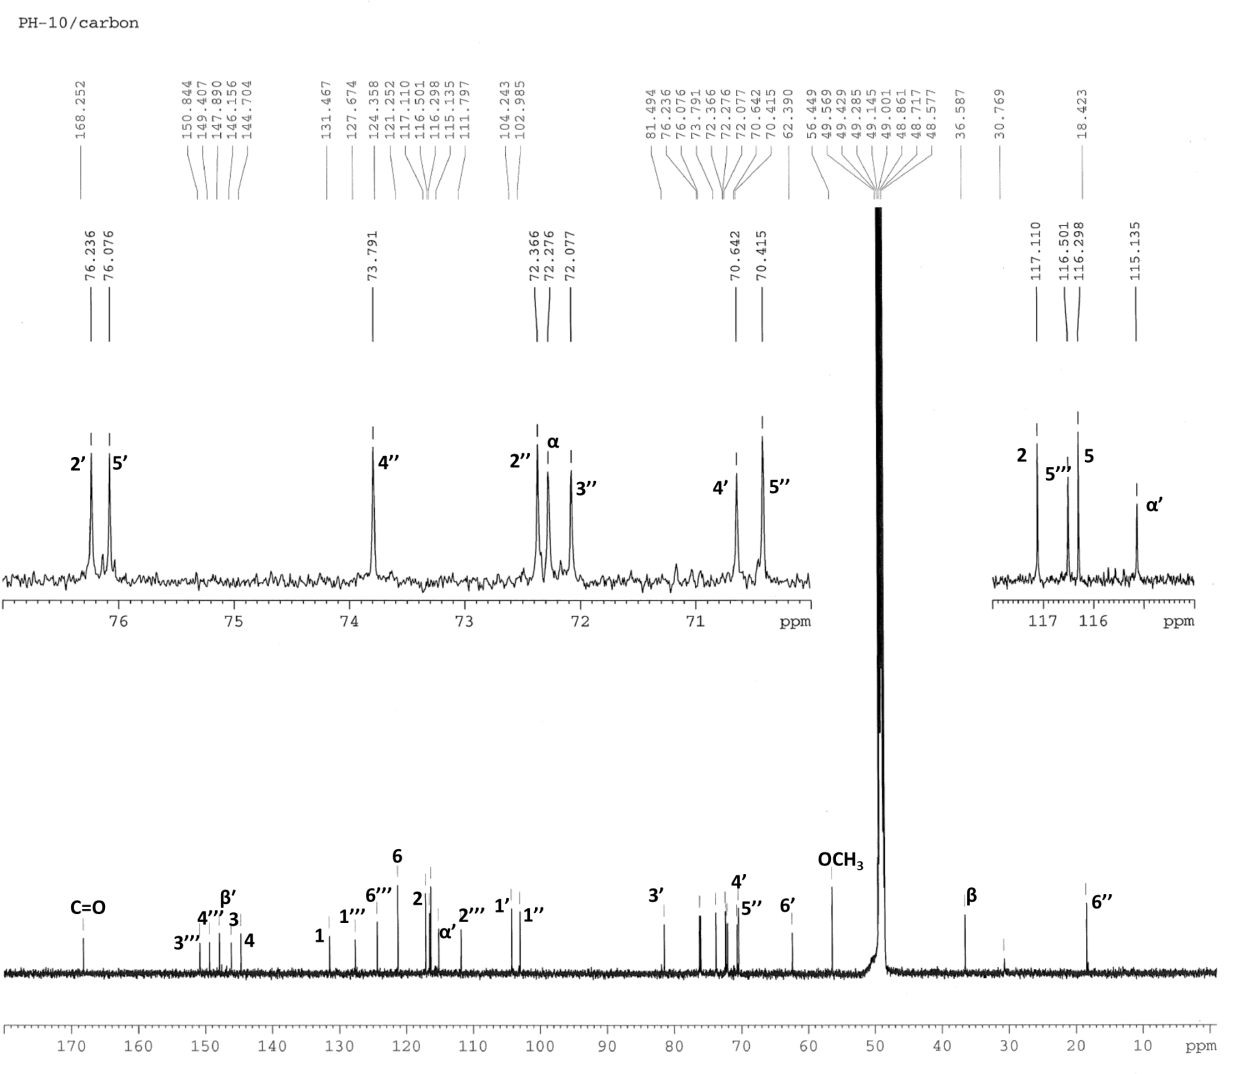 PH-10/carbon
168.252 150.844 149.407 147.890 146.156 144.704 131.467 127.674 124.358 121.252 117.110 116.501 116.298 115.135 111.797 104.243 102.985 81.494 76.236 76.076 73.791 72.366 72.276 72.077 70.642 70.415 62.390 56.449 49.569 49.429 49.285 49.145 49.001 48.861 48.717 48.577 36.587 30.769 18.423
76.236 76.076 73.791 72.366 72.276 72.077 70.642 70.415 117.110 116.501 116.298 115.135
2’ 5’ 4’’ 2’’ α 3’’ 4’ 5’’ 2 5’’’ 5 α’
76 75 74 73 72 71 ppm 117 116 ppm
C=O 3’’’ 4’’’ β’ 3 4 1 1’’’ 6’’’ 6 2 α’ 2’’’ 1’ 1’’ 3’ 4’ 5’’ 6’ OCH3 β 6’’
170 160 150 140 130 120 110 100 90 80 70 60 50 40 30 20 10 ppm